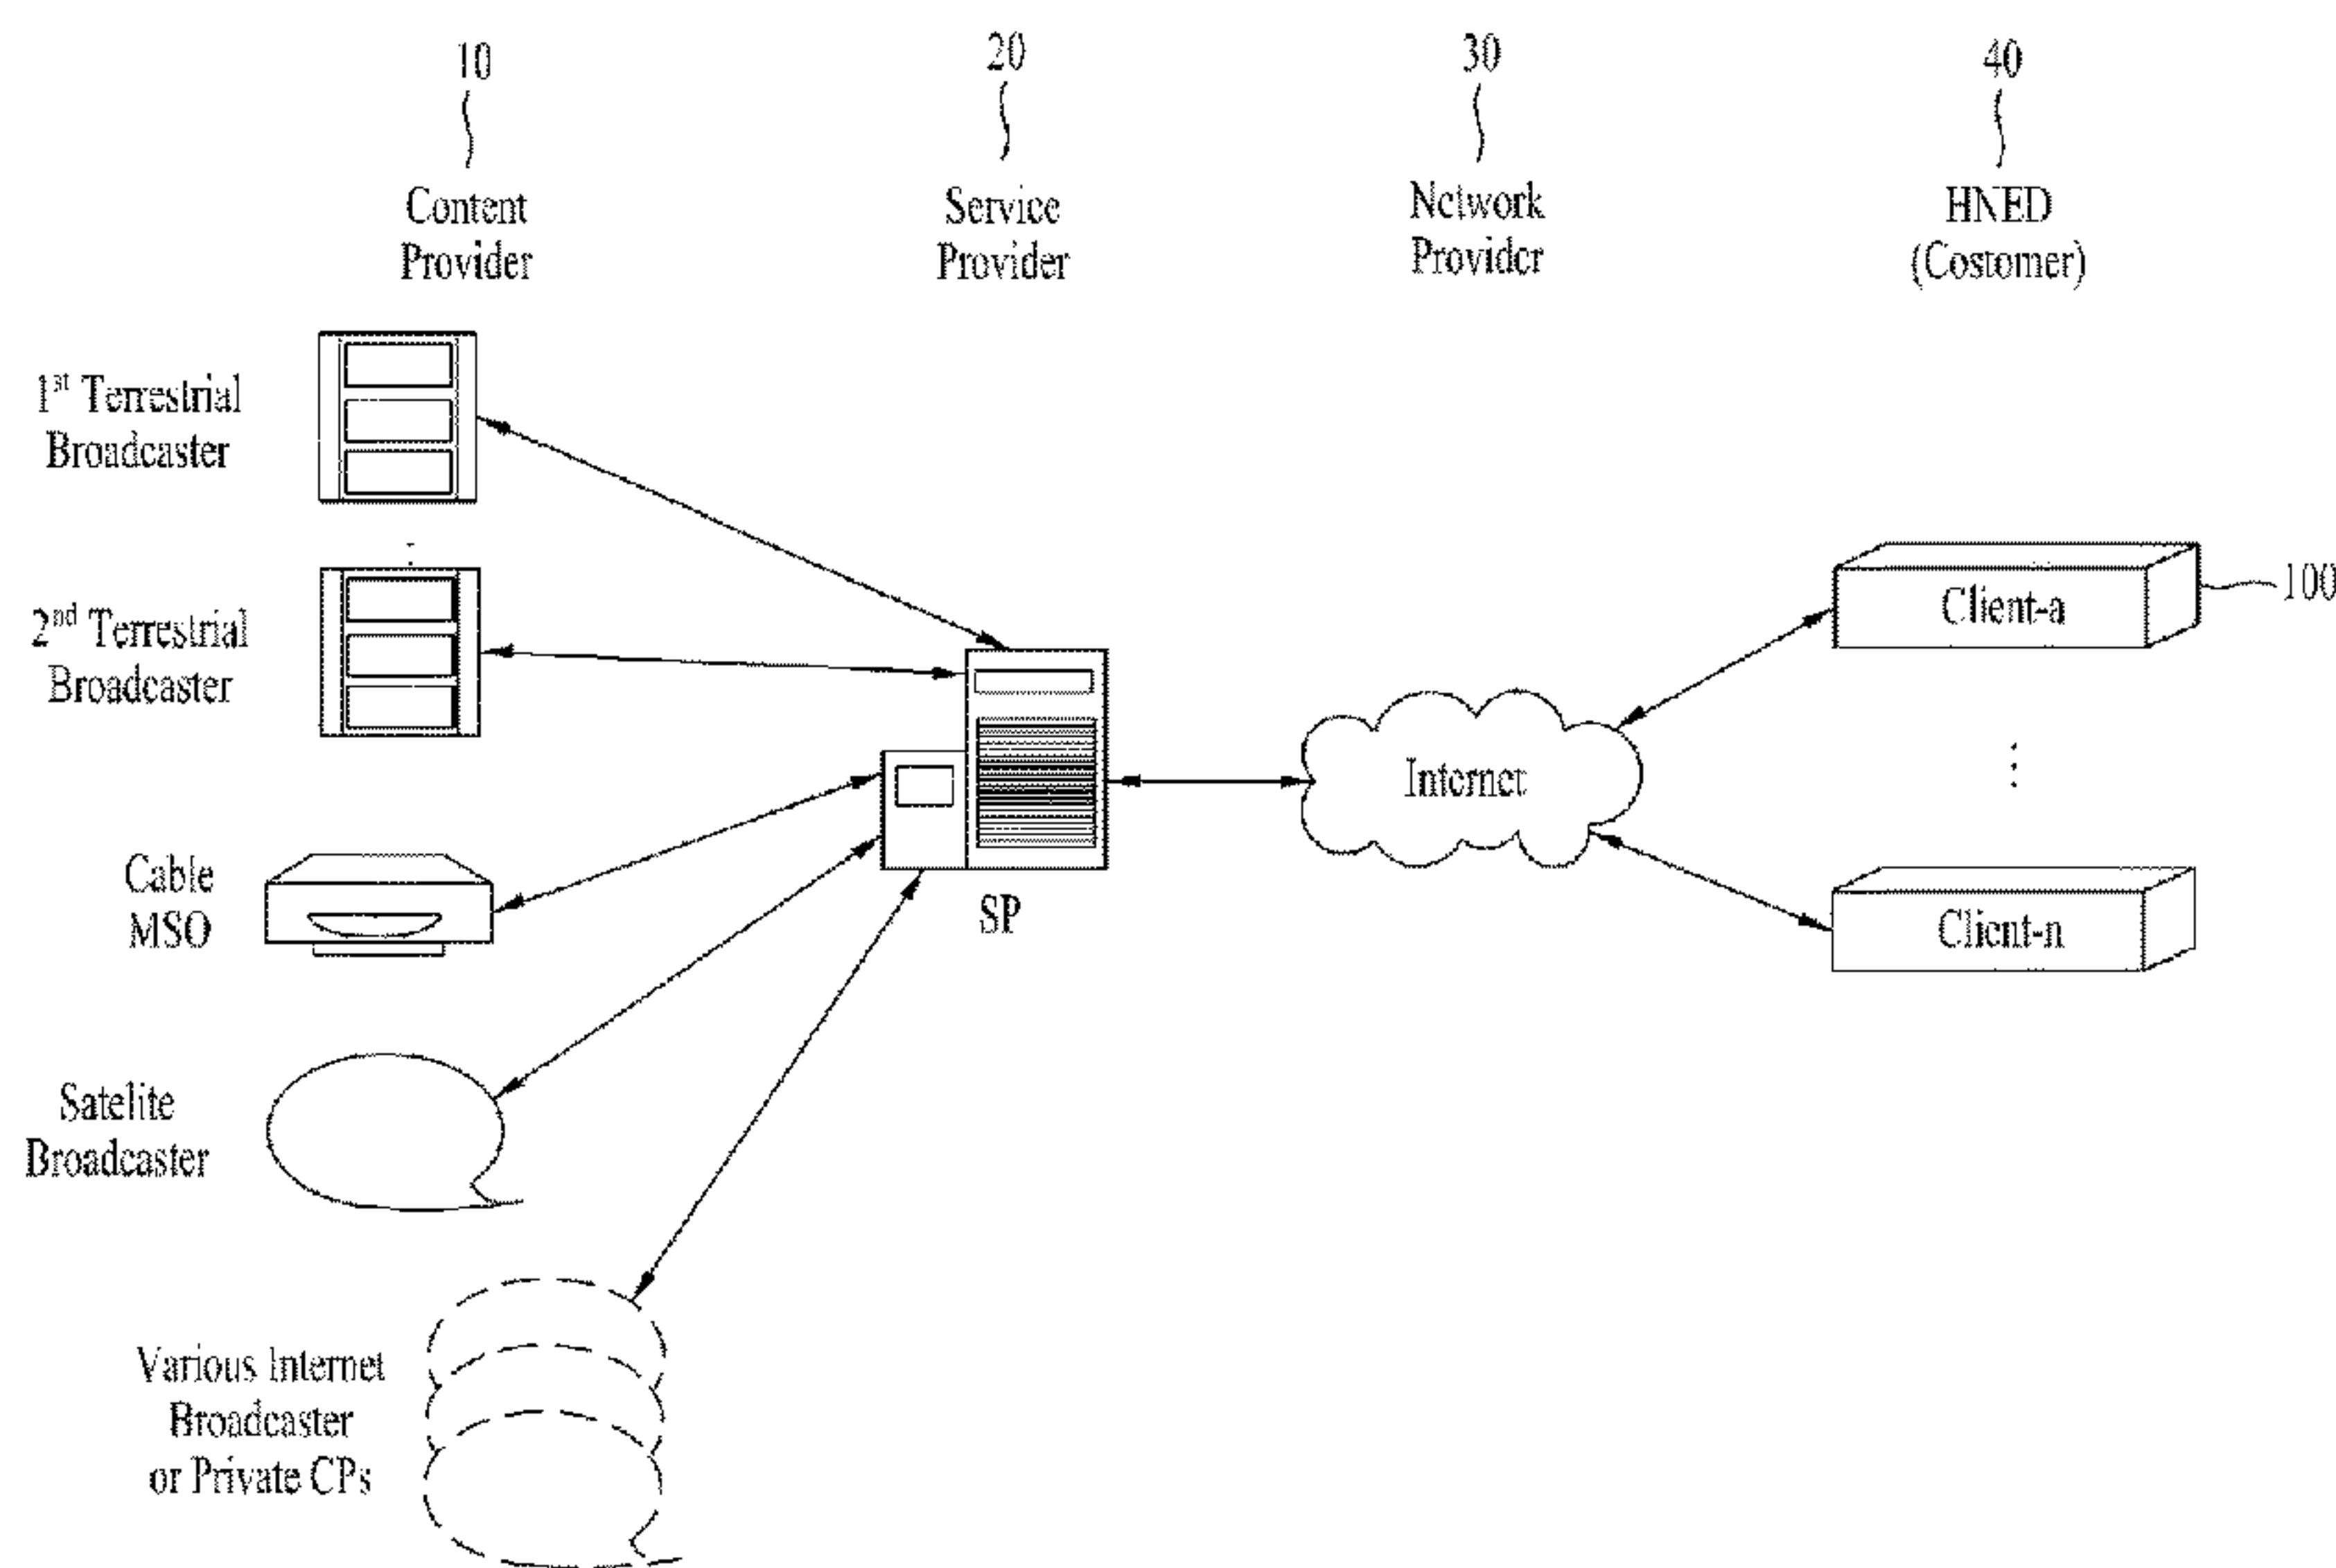 10
20
30
40
Content
Provider
Service
Provider
Network
Provider
HNED
(Costomer)
1st Terrestrial
Broadcaster
2nd Terrestrial
Broadcaster
Cable
MSO
Satelite
Broadcaster
Various Internet
Broadcaster
or Private CPs
SP
Internet
Client-a
100
Client-n